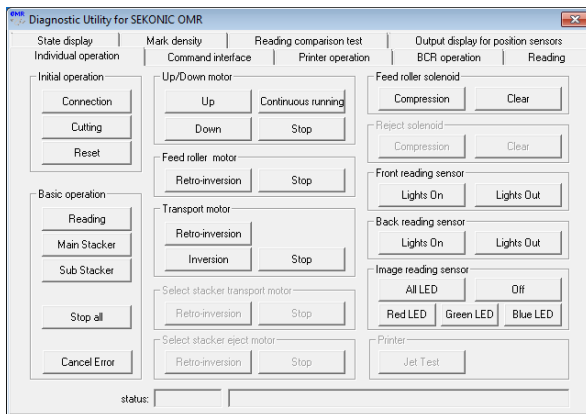 OMR Diagnostic Utility for SEKONIC OMR
State display Mark density Reading comparison test Output display for position sensors
Individual operation Command interface Printer operation BCR operation Reading
Initial operation
Connection
Cutting
Reset
Basic operation
Reading
Main Stacker
Sub Stacker
Stop all
Cancel Error
Up/Down motor
Up Continuous running
Down Stop
Feed roller motor
Retro-inversion Stop
Transport motor
Retro-inversion
Inversion Stop
Select stacker transport motor
Retro-inversion Stop
Select stacker eject motor
Retro-inversion Stop
Feed roller solenoid
Compression Clear
Reject solenoid
Compression Clear
Front reading sensor
Lights On Lights Out
Back reading sensor
Lights On Lights Out
Image reading sensor
All LED Off
Red LED Green LED Blue LED
Printer
Jet Test
status: